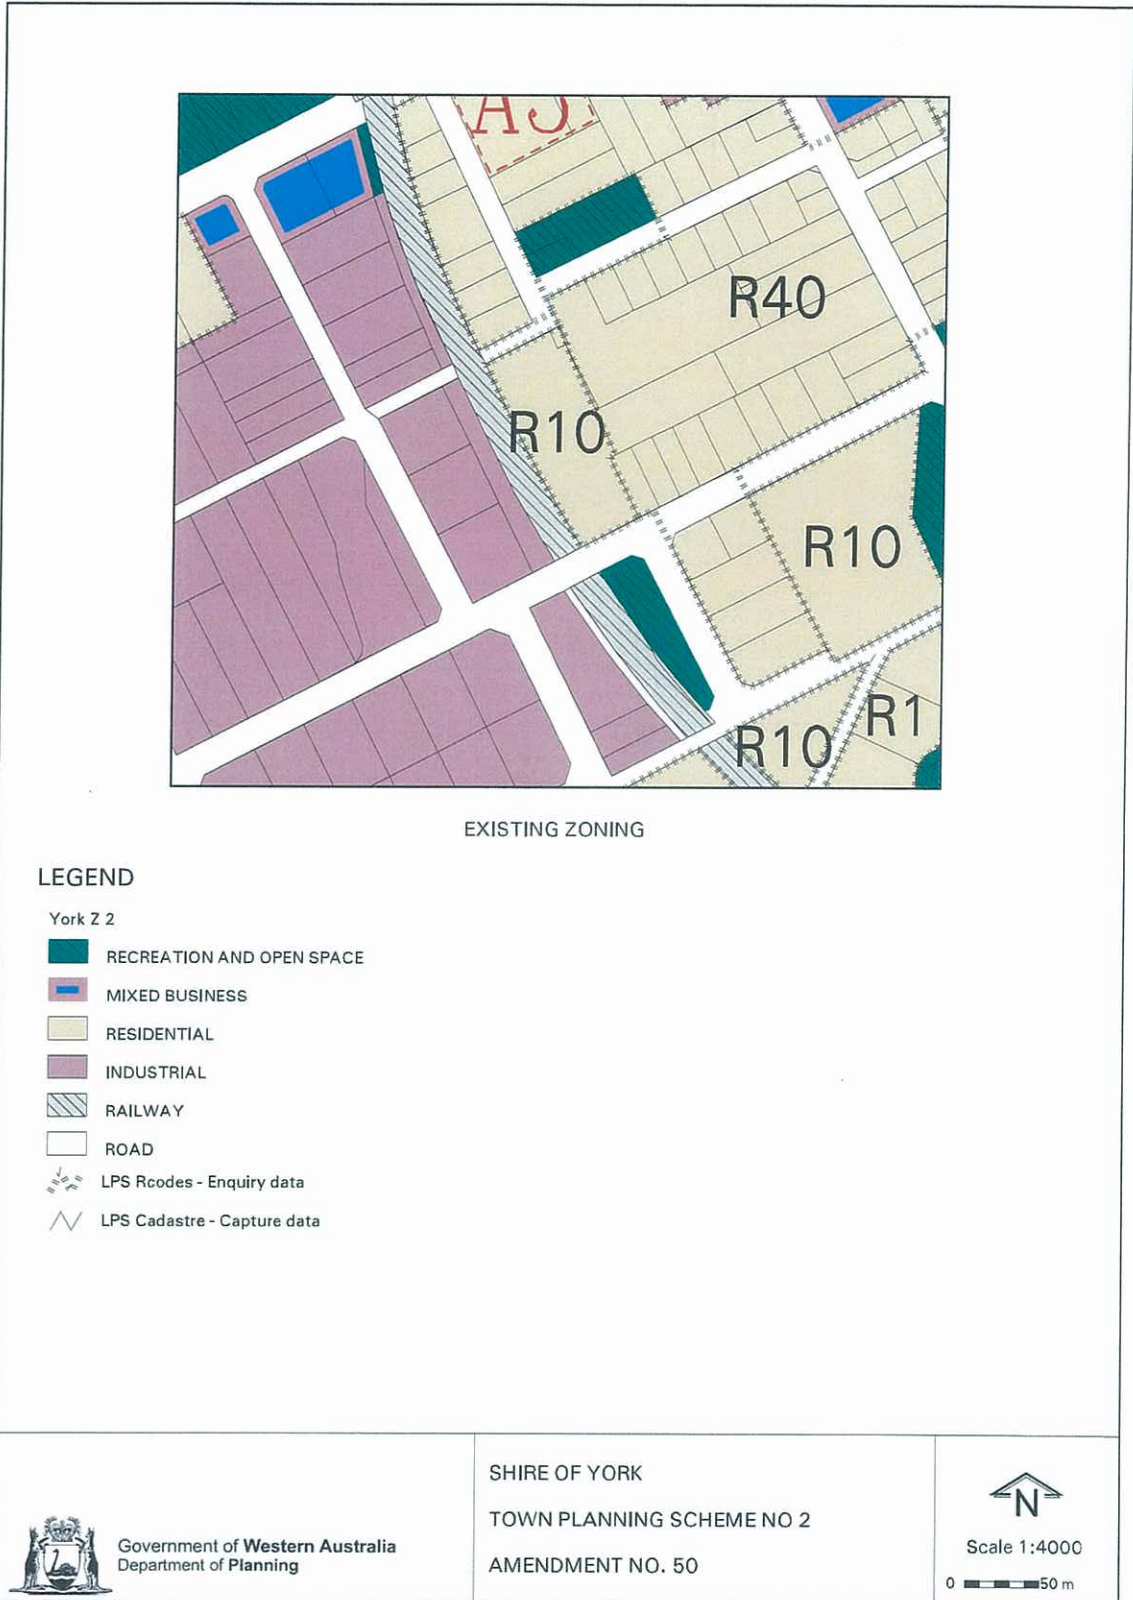 R40
R10
R10
R1
R10
EXISTING ZONING
LEGEND
York Z 2
RECREATION AND OPEN SPACE
MIXED BUSINESS
RESIDENTIAL
INDUSTRIAL
RAILWAY
ROAD
LPS Rcodes - Enquiry data
LPS Cadastre - Capture data
Government of Western Australia
Department of Planning
SHIRE OF YORK
TOWN PLANNING SCHEME NO 2
AMENDMENT NO. 50
N
Scale 1:4000
0 50 m